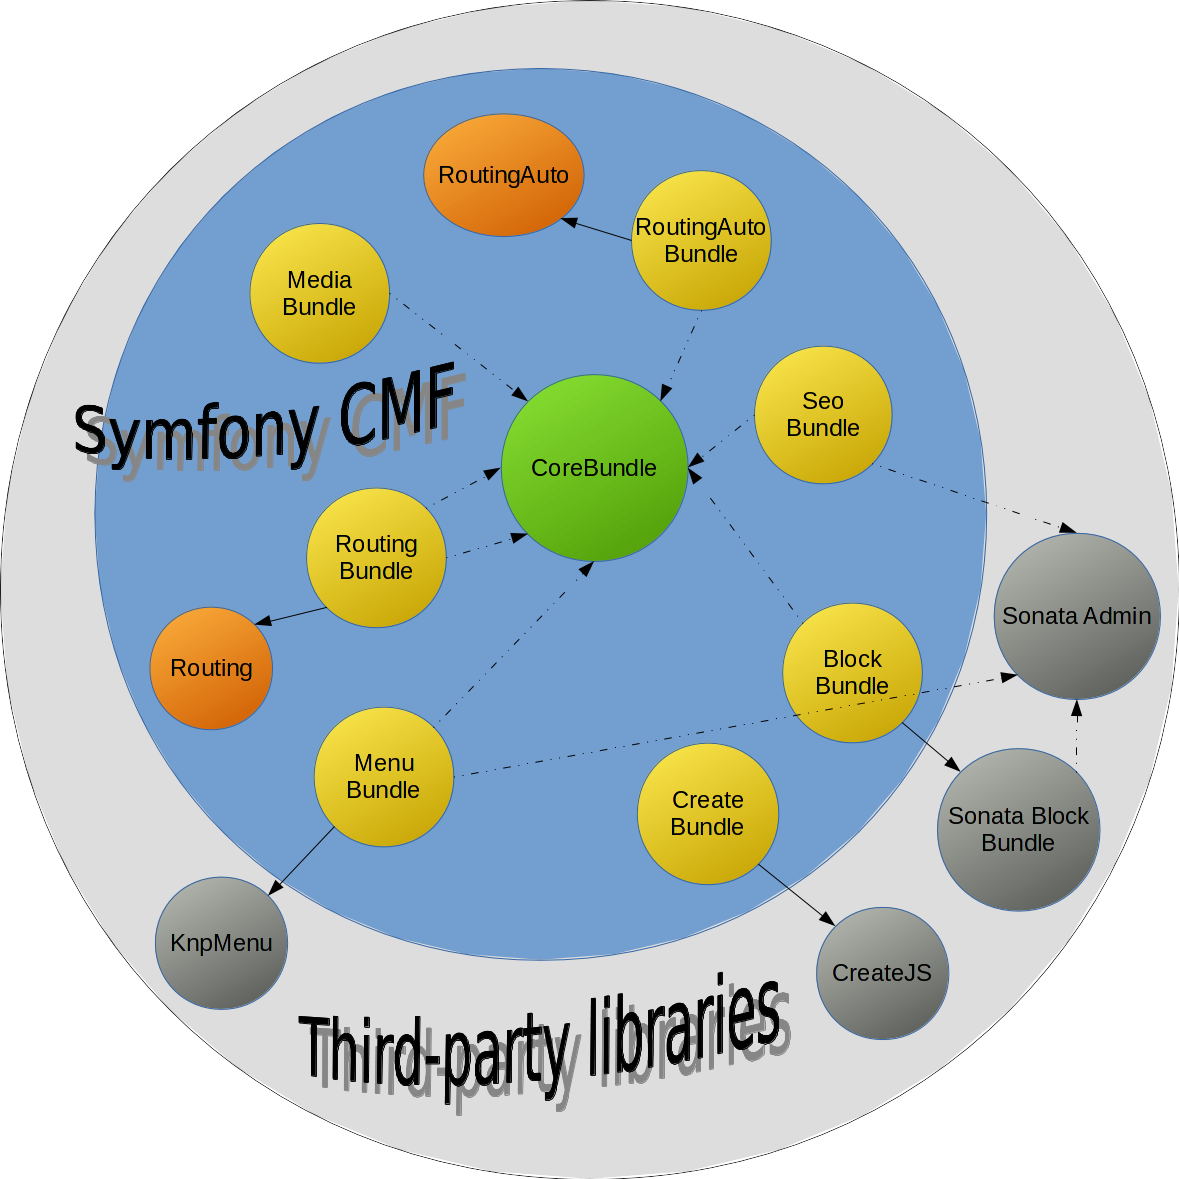 RoutingAuto
RoutingAuto
Bundle
Media
Bundle
Symfony CMF
Seo
Bundle
CoreBundle
Routing
Bundle
Routing
Sonata Admin
Block
Bundle
Menu
Bundle
Create
Bundle
Sonata Block
Bundle
KnpMenu
CreateJS
Third-party libraries